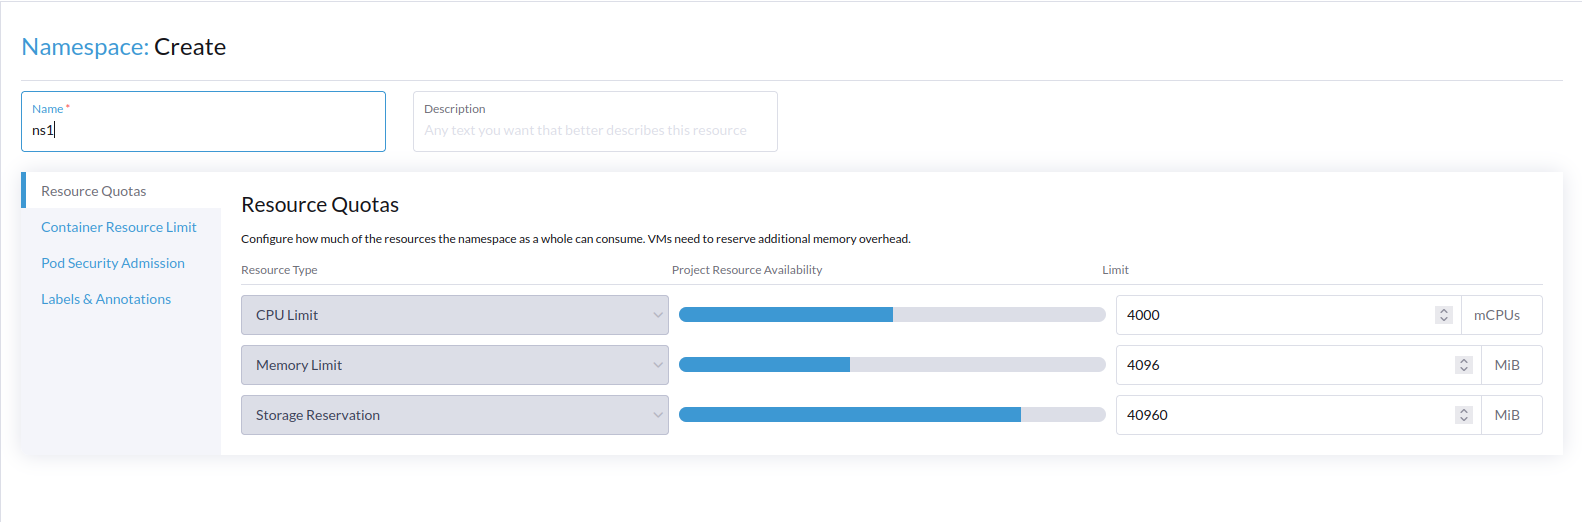 Namespace: Create
Name *
ns1
Description
Any text you want that better describes this resource
Resource Quotas
Container Resource Limit
Pod Security Admission
Labels & Annotations
Resource Quotas
Configure how much of the resources the namespace as a whole can consume. VMs need to reserve additional memory overhead.
Resource Type Project Resource Availability Limit
CPU Limit 4000 mCPUs
Memory Limit 4096 MiB
Storage Reservation 40960 MiB